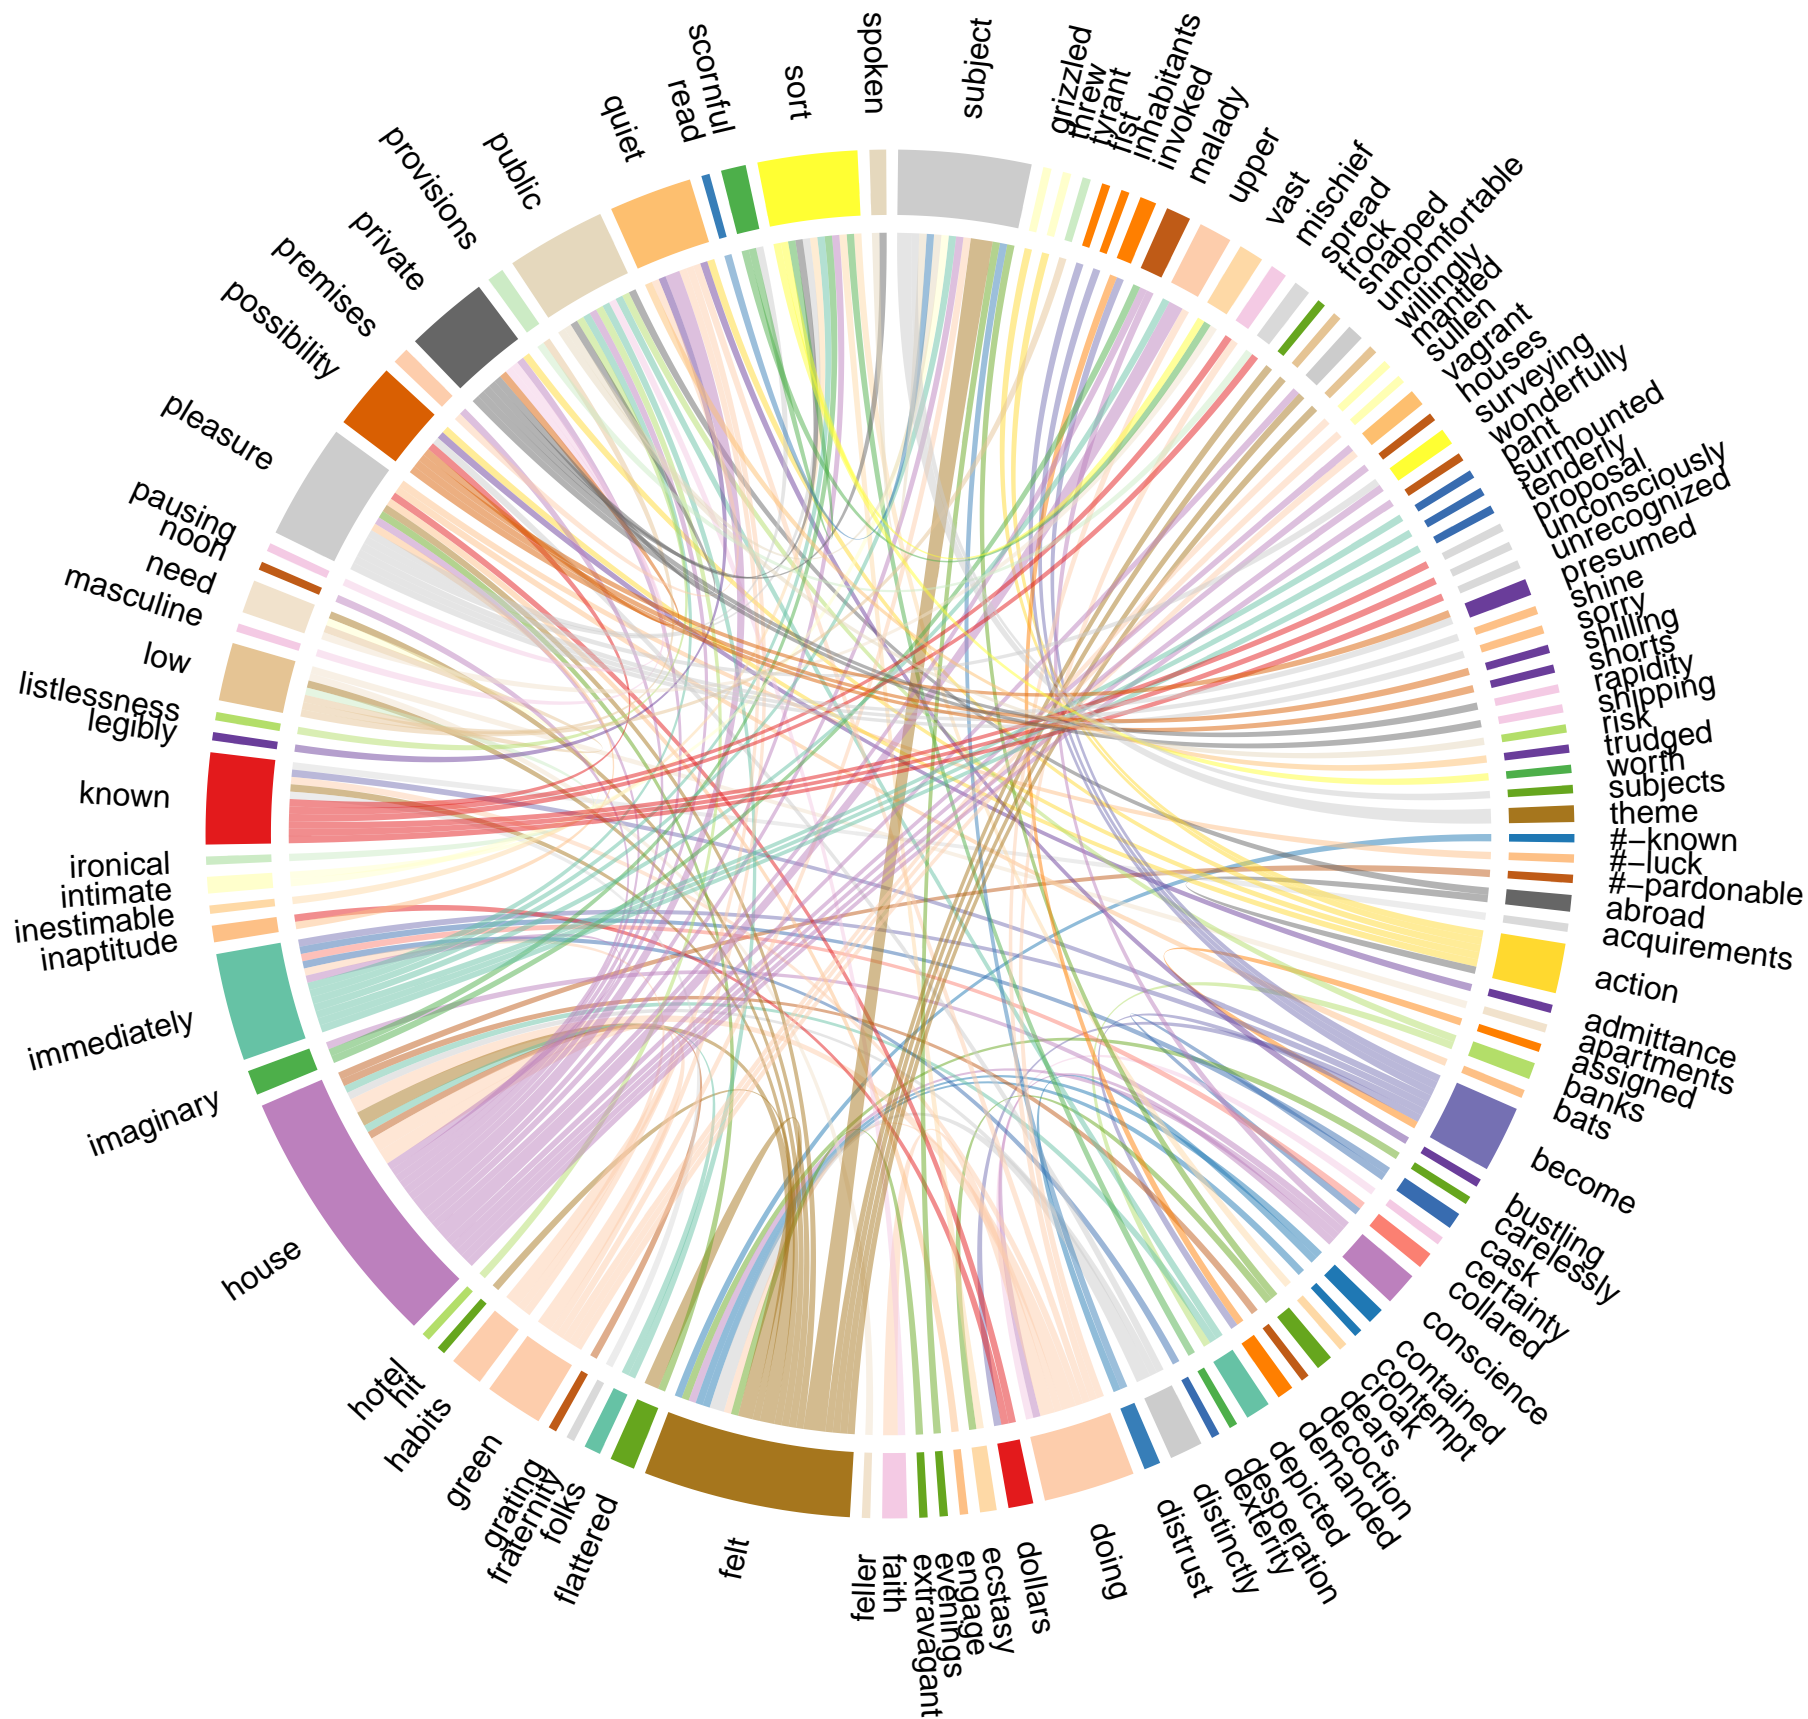 subject
grizzled
threw
tyrant
fist
inhabitants
invoked
malady
upper
vast
mischief
spread
frock
snapped
uncomfortable
willingly
mantled
sullen
vagrant
houses
surveying
wonderfully
pant
surmounted
tenderly
proposal
unconsciously
unrecognized
presumed
shine
sorry
shilling
shorts
rapidity
shipping
risk
trudged
worth
subjects
theme
#−known
#−luck
#−pardonable
abroad
acquirements
action
admittance
apartments
assigned
banks
bats
become
bustling
carelessly
cask
certainty
collared
conscience
contained
contempt
croak
dears
decoction
demanded
depicted
desperation
dexterity
distinctly
distrust
doing
dollars
ecstasy
engage
evenings
extravagant
faith
feller
felt
flattered
folks
fraternity
grating
green
habits
hit
hotel
house
imaginary
immediately
inaptitude
inestimable
intimate
ironical
known
legibly
listlessness
low
masculine
need
noon
pausing
pleasure
possibility
premises
private
provisions
public
quiet
read
scornful
sort
spoken